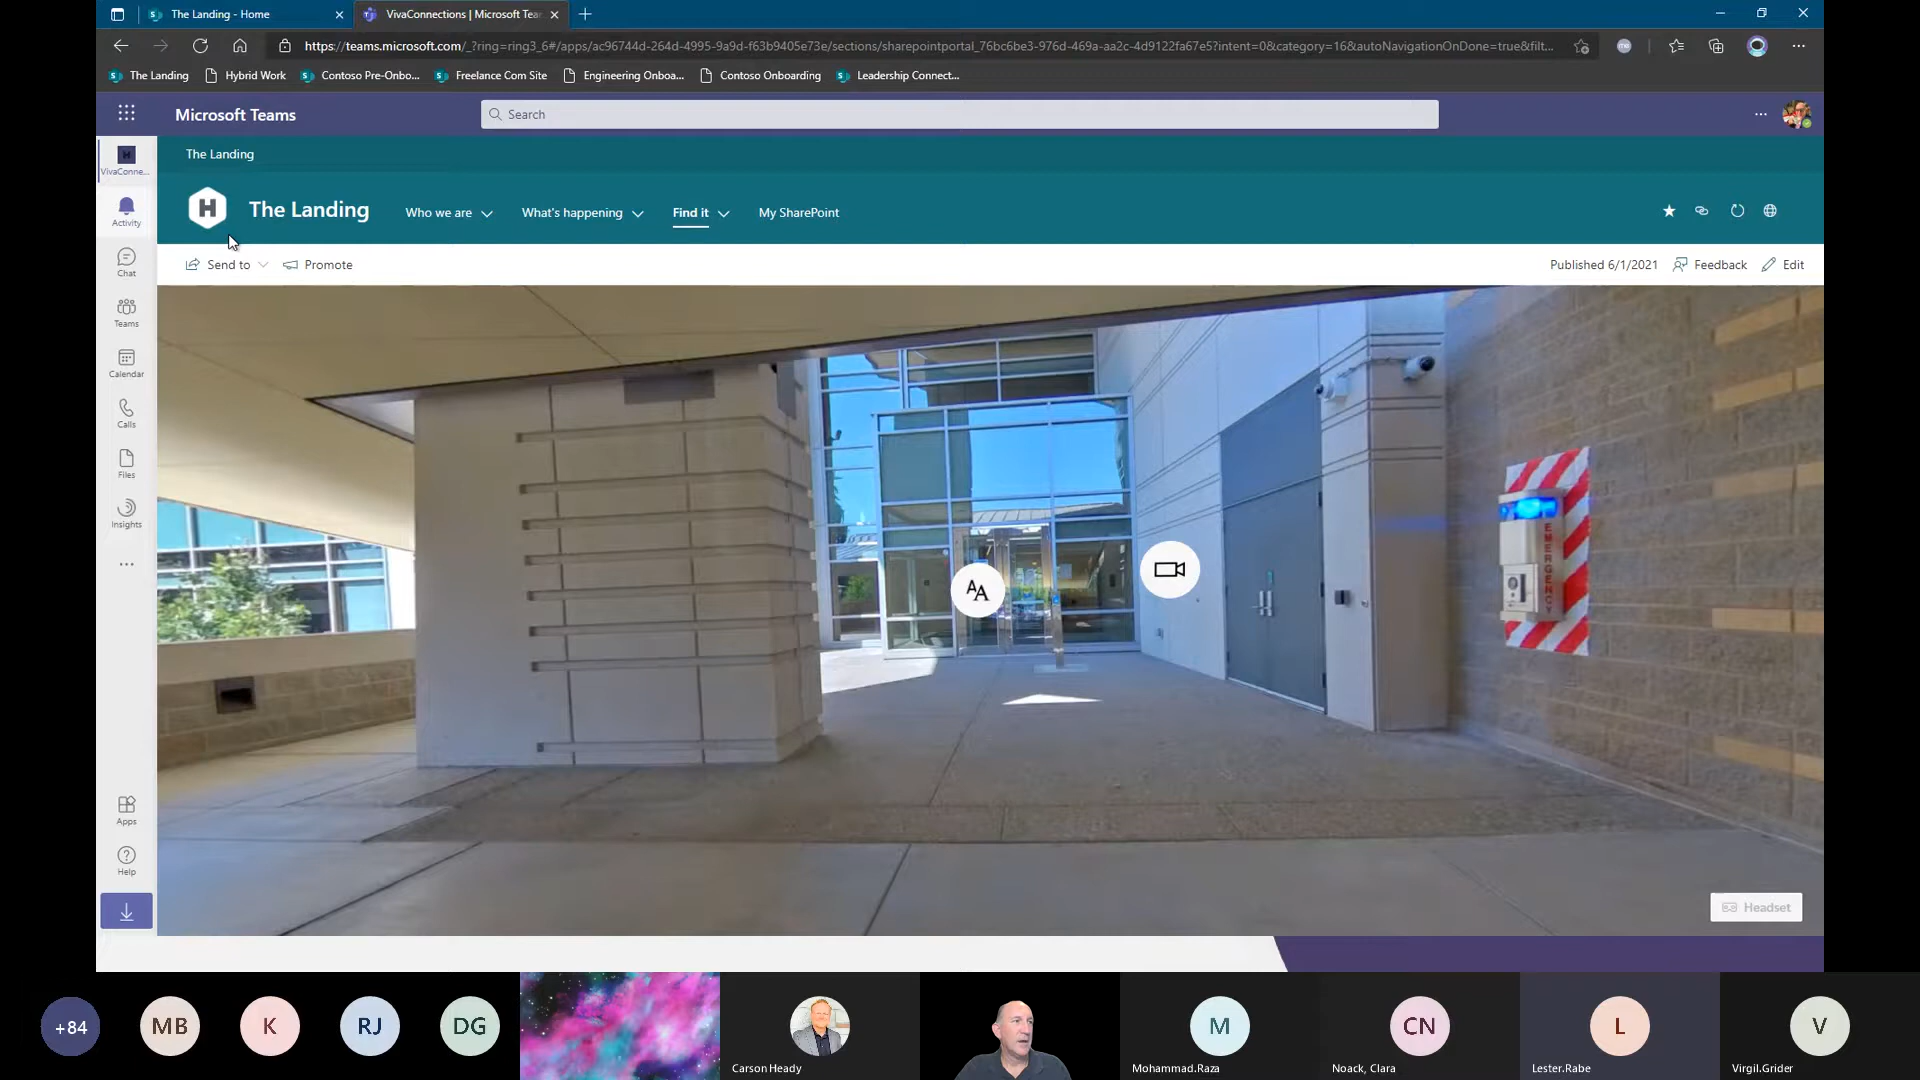 The Landing - Home
VivaConnections | Microsoft Tea
https://teams.microsoft.com/_?ring=ring3_6#/apps/ac96744d-264d-4995-9a9d-f63b9405e73e/sections/sharepointportal_76bc6be3-976d-469a-aa2c-4d9122fa67e5?intent=0&category=16&autoNavigationOnDone=true&filt...
The Landing Hybrid Work Contoso Pre-Onbo... Freelance Com Site Engineering Onboa... Contoso Onboarding Leadership Connect...
Microsoft Teams
Search
VivaConne...
The Landing
H The Landing Who we are What's happening Find it My SharePoint
Activity
Send to Promote Published 6/1/2021 Feedback Edit
Chat
Teams
Calendar
Calls
Files
Insights
AA
EMERGENCY
Apps
Help
Headset
+84 MB K RJ DG M CN L V
Carson Heady Mohammad.Raza Noack, Clara Lester.Rabe Virgil.Grider